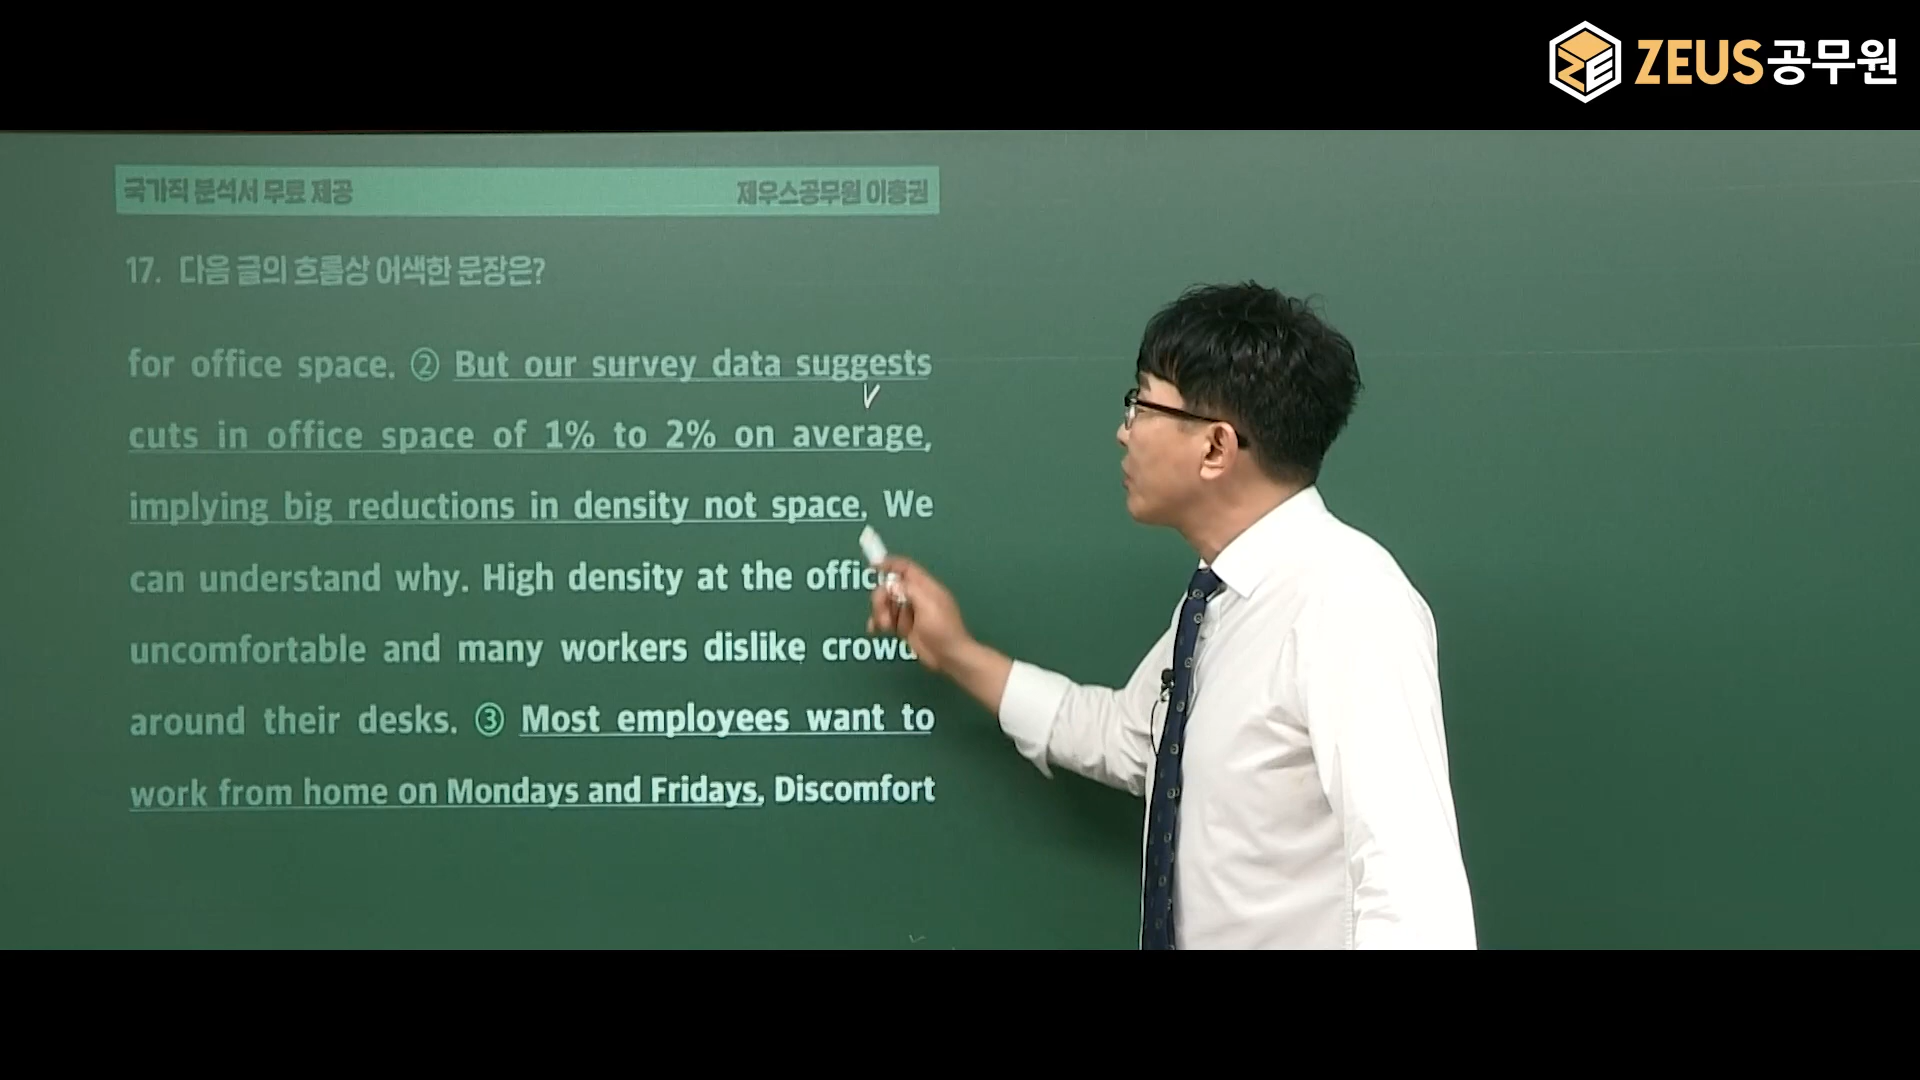 ZEUS공무원
국가직 분석서 무료 제공 제우스공무원 이흥권
17. 다음 글의 흐름상 어색한 문장은?
for office space. ② But our survey data suggests
cuts in office space of 1% to 2% on average,
implying big reductions in density not space. We
can understand why. High density at the offic
uncomfortable and many workers dislike crowd
around their desks. ③ Most employees want to
work from home on Mondays and Fridays. Discomfort